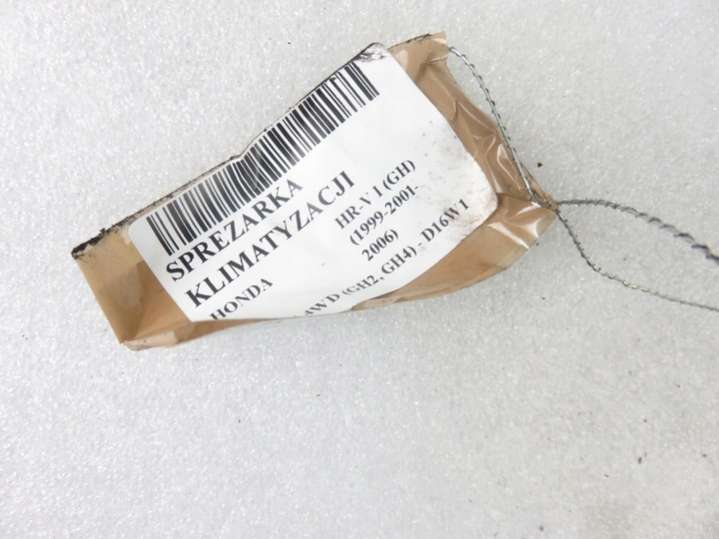 SPREZARKA
KLIMATYZACJI
HONDA HR-V I (GH)
(1999-2001-
2006)
AWD (GH2, GH4) - D16W1